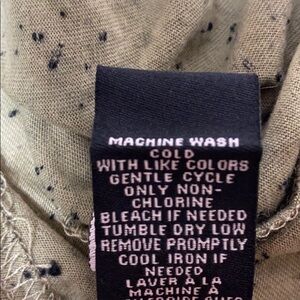 MACHINE WASH
COLD
WITH LIKE COLORS
GENTLE CYCLE
ONLY NON-
CHLORINE
BLEACH IF NEEDED
TUMBLE DRY LOW
REMOVE PROMPTLY
COOL IRON IF
NEEDED
LAVER À LA
MACHINE À